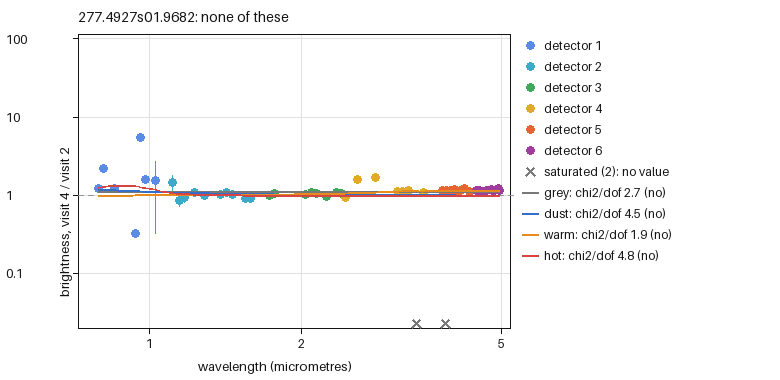 277.4927s01.9682: none of these
100
10
1
0.1
brightness, visit 4 / visit 2
1
2
5
wavelength (micrometres)
detector 1
detector 2
detector 3
detector 4
detector 5
detector 6
saturated (2): no value
grey: chi2/dof 2.7 (no)
dust: chi2/dof 4.5 (no)
warm: chi2/dof 1.9 (no)
hot: chi2/dof 4.8 (no)